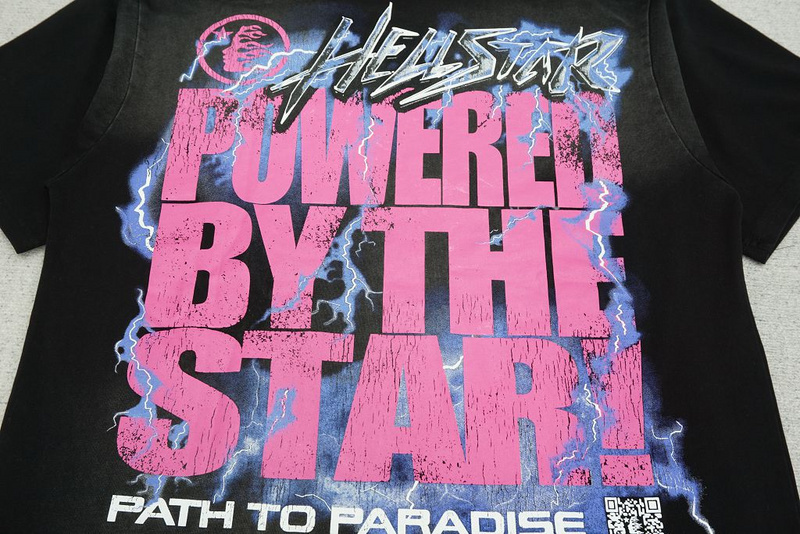 HELLSTAR
POWERED
BY THE
STAR!
PATH TO PARADISE